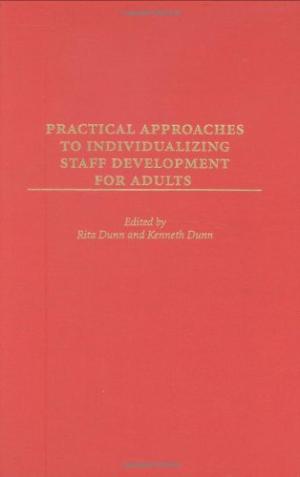 PRACTICAL APPROACHES
TO INDIVIDUALIZING
STAFF DEVELOPMENT
FOR ADULTS
Edited by
Rita Dunn and Kenneth Dunn